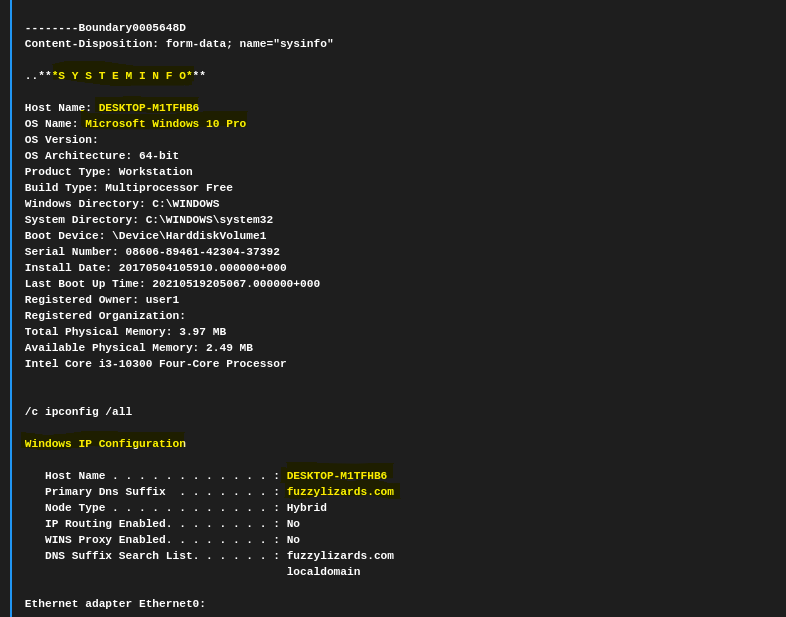 --------Boundary0005648D
Content-Disposition: form-data; name="sysinfo"
..***S Y S T E M I N F O***
Host Name: DESKTOP-M1TFHB6
OS Name: Microsoft Windows 10 Pro
OS Version:
OS Architecture: 64-bit
Product Type: Workstation
Build Type: Multiprocessor Free
Windows Directory: C:\WINDOWS
System Directory: C:\WINDOWS\system32
Boot Device: \Device\HarddiskVolume1
Serial Number: 08606-89461-42304-37392
Install Date: 20170504105910.000000+000
Last Boot Up Time: 20210519205067.000000+000
Registered Owner: user1
Registered Organization:
Total Physical Memory: 3.97 MB
Available Physical Memory: 2.49 MB
Intel Core i3-10300 Four-Core Processor
/c ipconfig /all
Windows IP Configuration
Host Name . . . . . . . . . . . . : DESKTOP-M1TFHB6
Primary Dns Suffix  . . . . . . . : fuzzylizards.com
Node Type . . . . . . . . . . . . : Hybrid
IP Routing Enabled. . . . . . . . : No
WINS Proxy Enabled. . . . . . . . : No
DNS Suffix Search List. . . . . . : fuzzylizards.com
localdomain
Ethernet adapter Ethernet0: